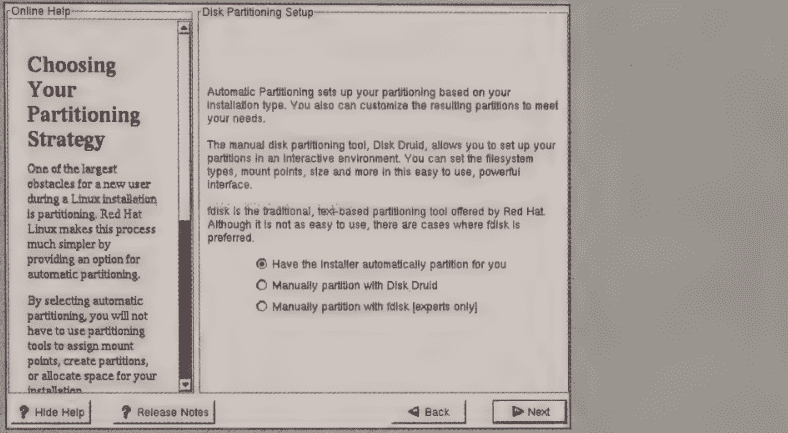 Online Help
Choosing
Your
Partitioning
Strategy
One of the largest
obstacles for a new user
during a Linux installation
is partitioning. Red Hat
Linux makes this process
much simpler by
providing an option for
automatic partitioning.
By selecting automatic
partitioning, you will not
have to use partitioning
tools to assign mount
points, create partitions,
or allocate space for your
installation.
Disk Partitioning Setup
Automatic Partitioning sets up your partitioning based on your
installation type. You also can customize the resulting partitions to meet
your needs.
The manual disk partitioning tool, Disk Druid, allows you to set up your
partitions in an interactive environment. You can set the filesystem
types, mount points, size and more in this easy to use, powerful
interface.
fdisk is the traditional, text-based partitioning tool offered by Red Hat.
Although it is not as easy to use, there are cases where fdisk is
preferred.
Have the installer automatically partition for you
Manually partition with Disk Druid
Manually partition with fdisk [experts only]
Hide Help
Release Notes
Back
Next